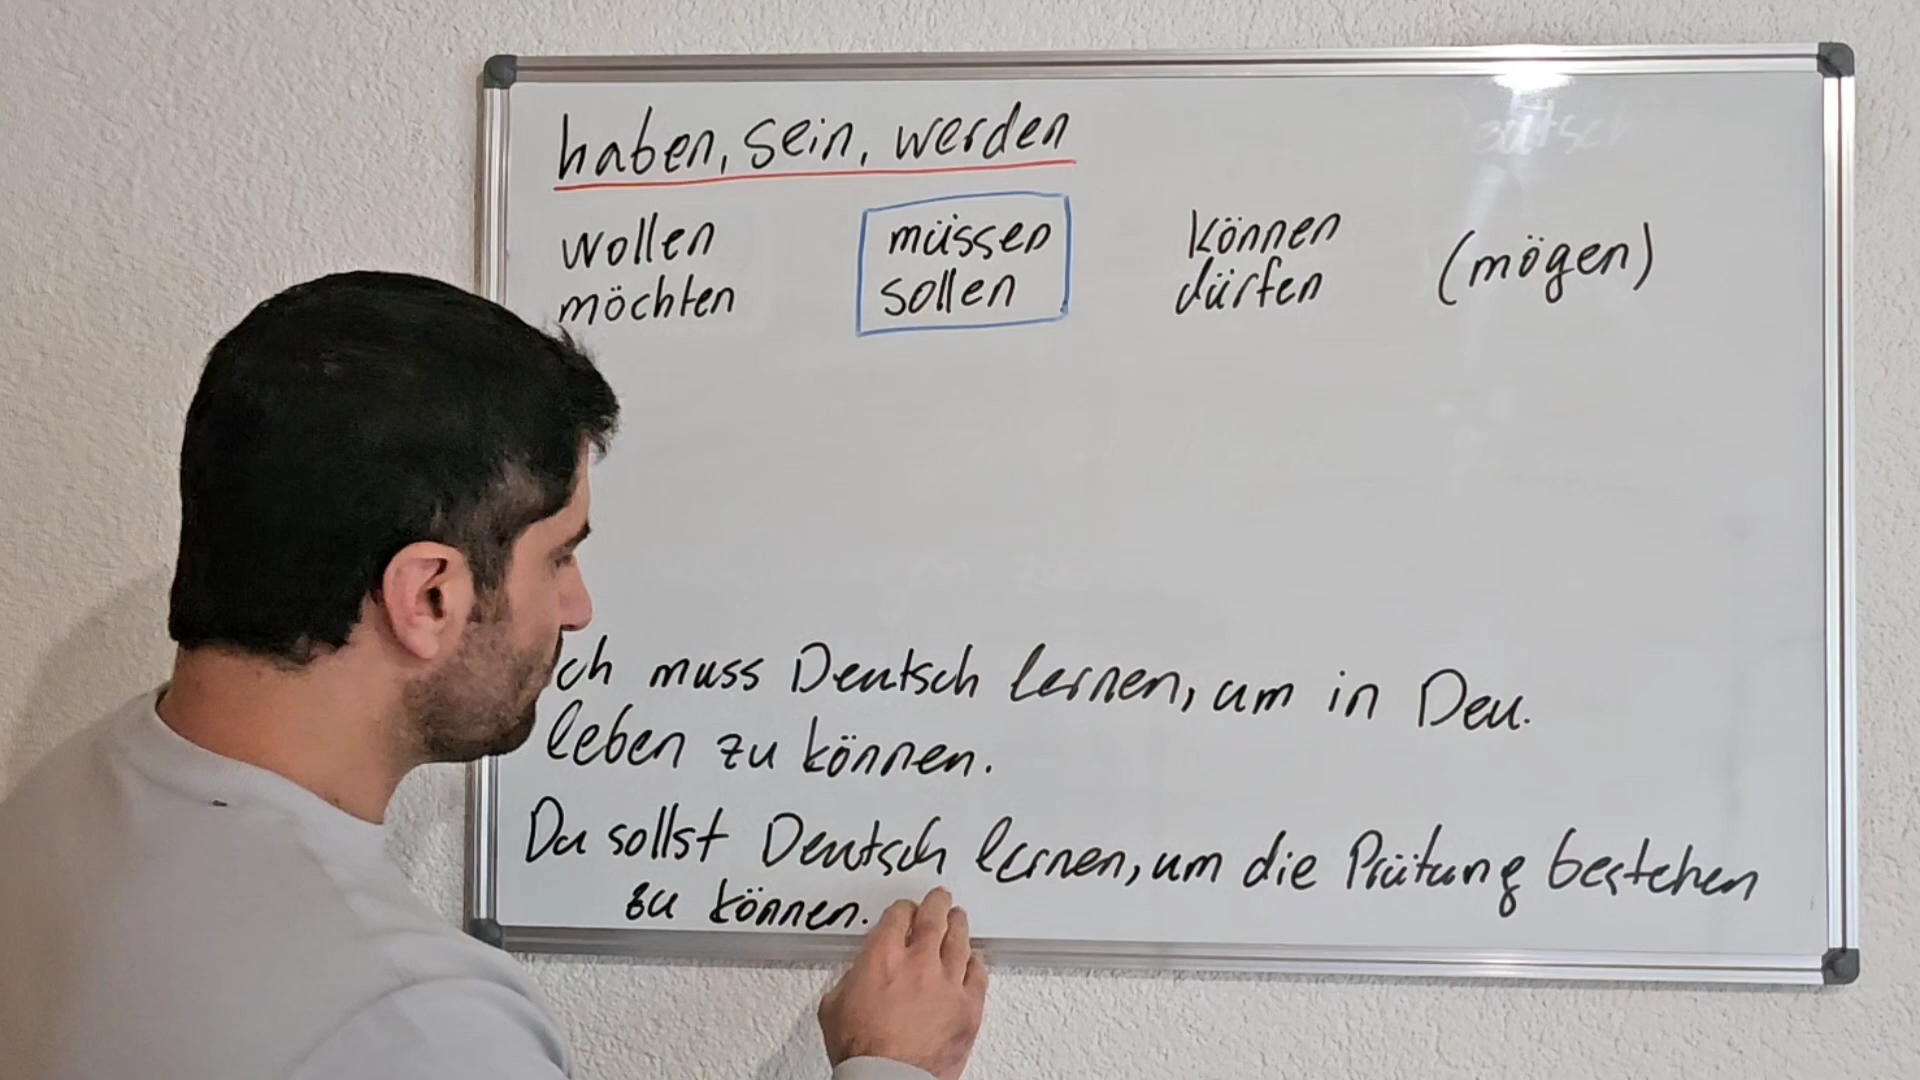 haben, sein, werden
wollen müssen können (mögen)
möchten sollen dürfen
ch muss Deutsch lernen, um in Deu.
leben zu können.
Du sollst Deutsch lernen, um die Prüfung bestehen
zu können.